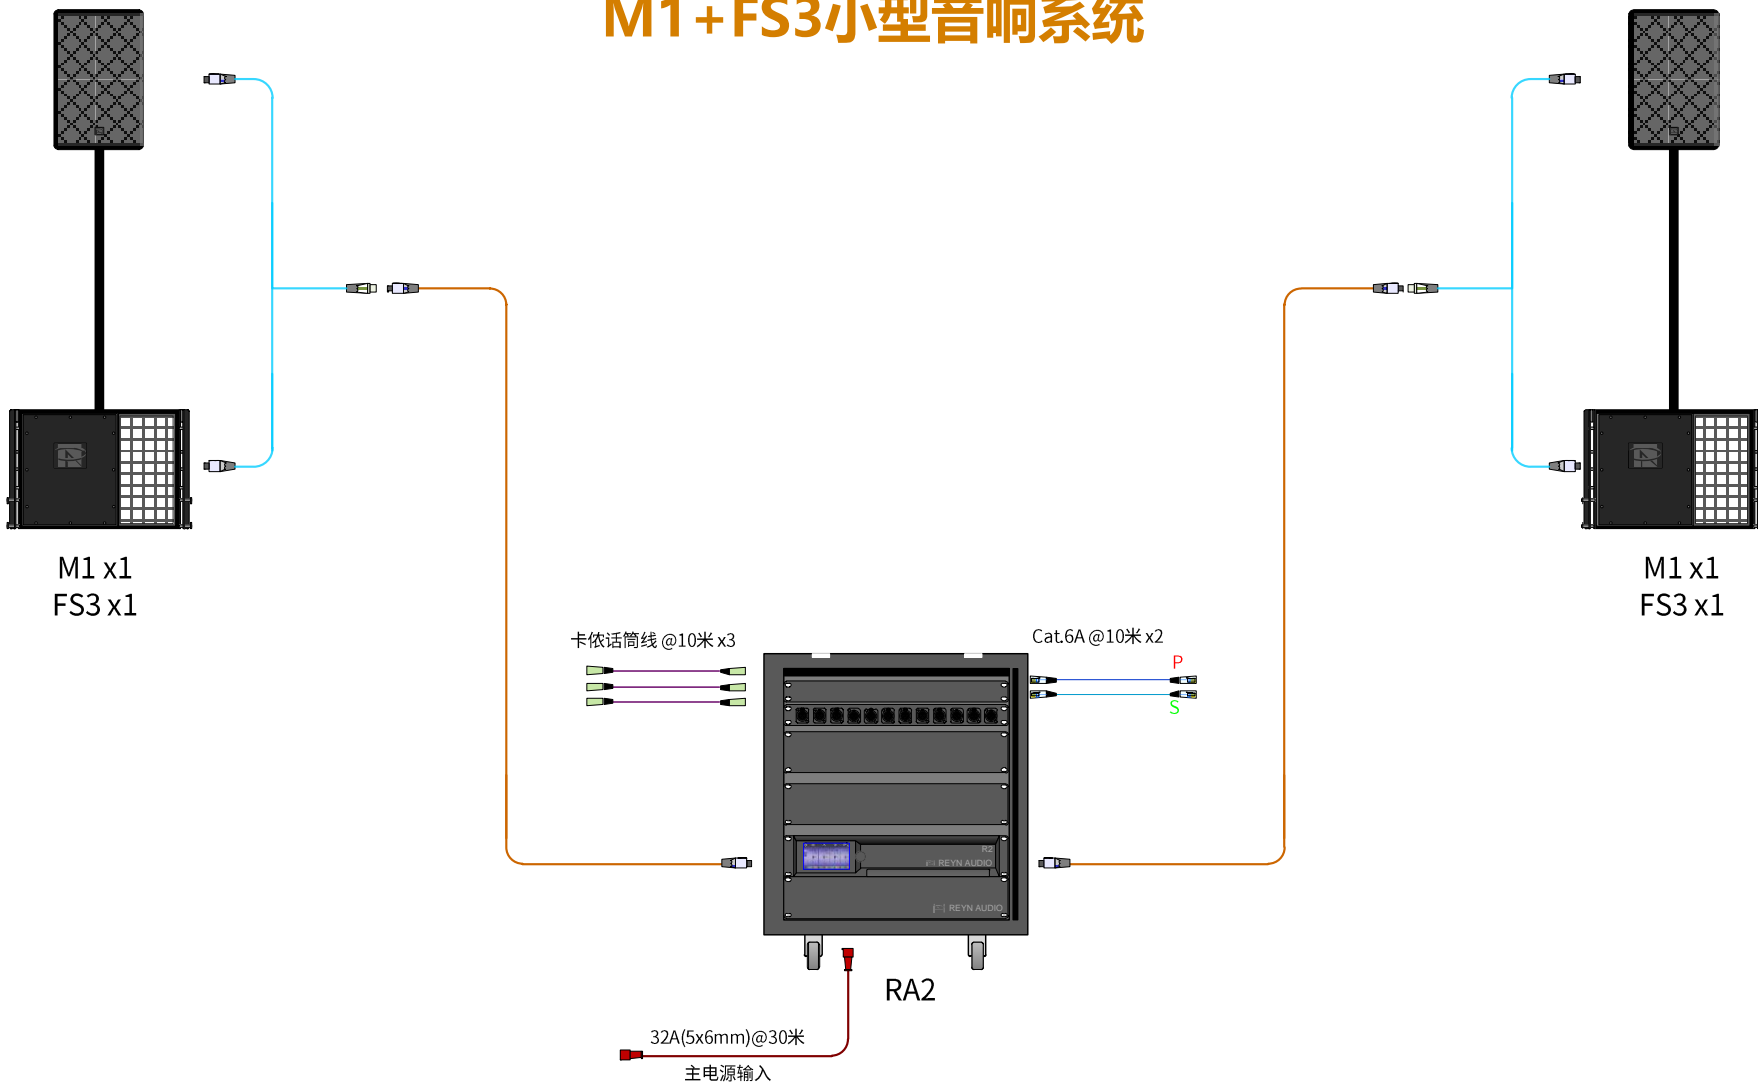 M1+FS3小型音响系统
M1 x1
FS3 x1
M1 x1
FS3 x1
卡侬话筒线 @10米 x3
Cat.6A @10米 x2
P
S
R2
REYN AUDIO
REYN AUDIO
RA2
32A(5x6mm)@30米
主电源输入